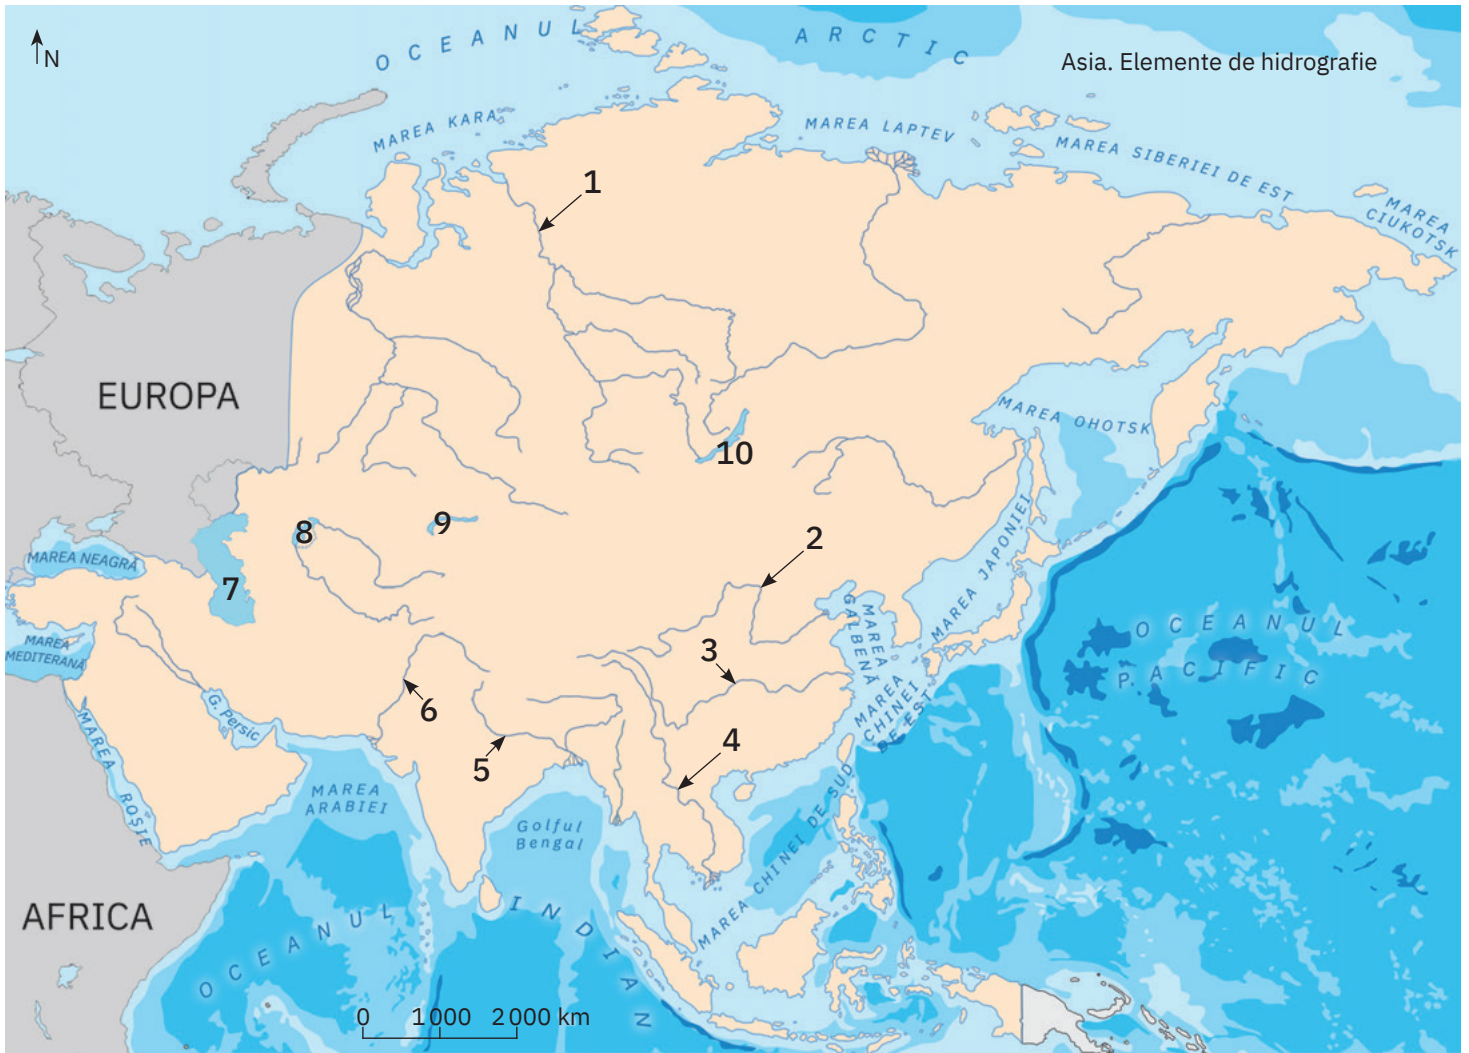 N
OCEANUL
ARCTIC
Asia. Elemente de hidrografie
MAREA KARA
MAREA LAPTEV
MAREA SIBERIEI DE EST
MAREA
CIUKOTSK
1
EUROPA
MAREA OHOTSK
10
9
8
2
MAREA NEAGRĂ
7
MAREA JAPONIEI
MAREA
GALBENĂ
OCEANUL
PACIFIC
MAREA
MEDITERANĂ
3
6
G. Persic
MAREA
CHINEI
DE EST
MAREA ROȘIE
5
4
MAREA
ARABIEI
Golful
Bengal
MAREA CHINEI DE SUD
AFRICA
OCEANUL
INDIAN
0 1000 2000 km